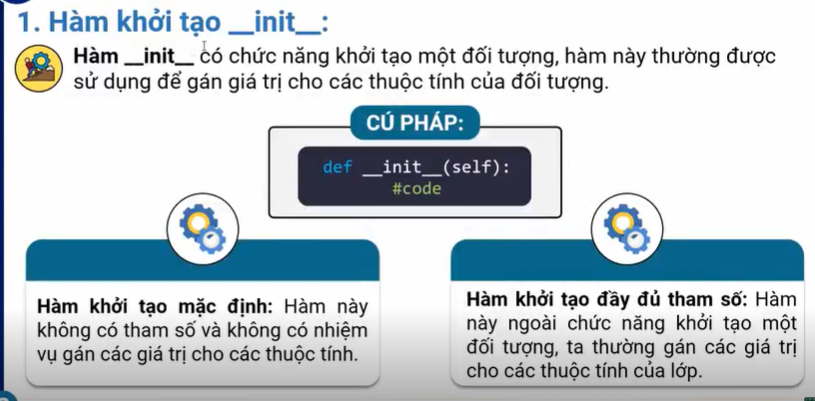 1. Hàm khởi tạo __init__:
Hàm __init__ có chức năng khởi tạo một đối tượng, hàm này thường được
sử dụng để gán giá trị cho các thuộc tính của đối tượng.
CÚ PHÁP:
def __init__(self):
#code
Hàm khởi tạo mặc định: Hàm này
không có tham số và không có nhiệm
vụ gán các giá trị cho các thuộc tính.
Hàm khởi tạo đầy đủ tham số: Hàm
này ngoài chức năng khởi tạo một
đối tượng, ta thường gán các giá trị
cho các thuộc tính của lớp.